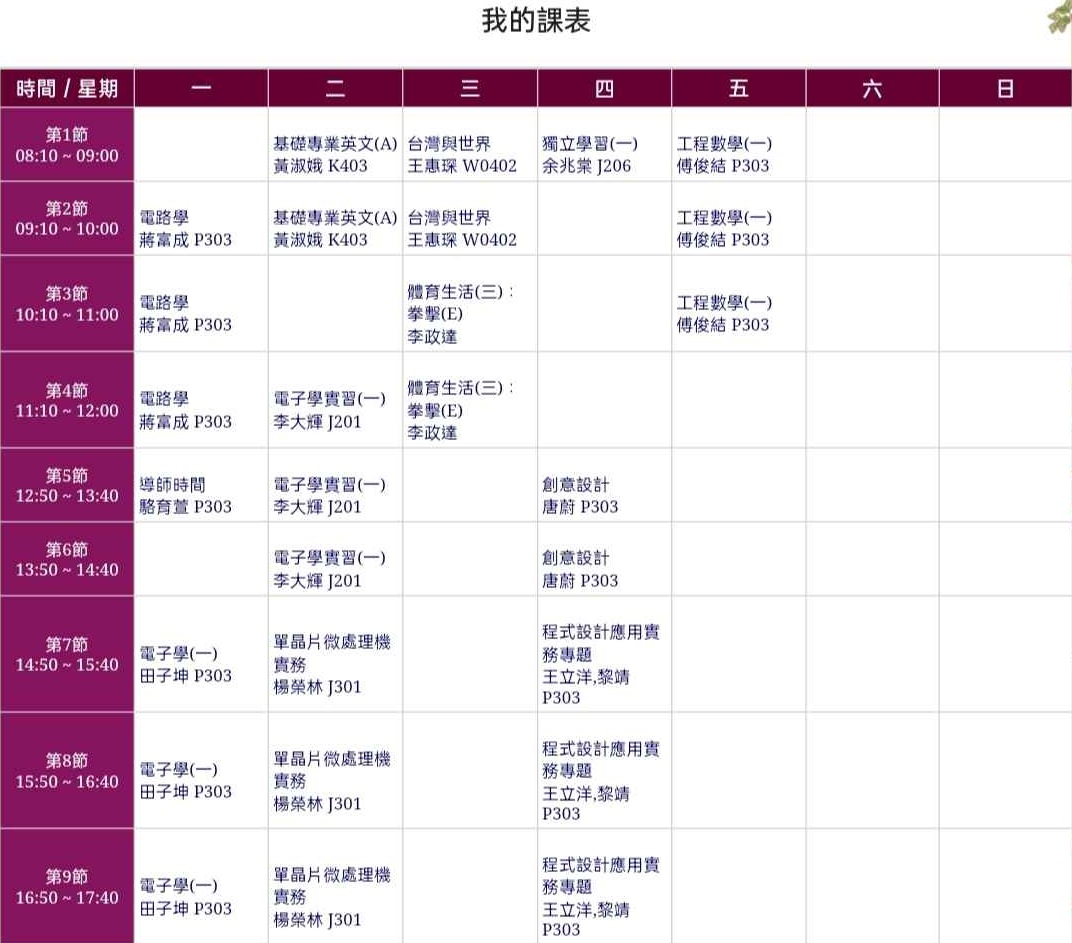 我的課表
時間 / 星期 一 二 三 四 五 六 日
第1節
08:10 ~ 09:00
基礎專業英文(A)
黃淑娥 K403
台灣與世界
王惠琛 W0402
獨立學習(一)
余兆棠 J206
工程數學(一)
傅俊結 P303
第2節
09:10 ~ 10:00
電路學
蔣富成 P303
基礎專業英文(A)
黃淑娥 K403
台灣與世界
王惠琛 W0402
工程數學(一)
傅俊結 P303
第3節
10:10 ~ 11:00
電路學
蔣富成 P303
體育生活(三)：
拳擊(E)
李政達
工程數學(一)
傅俊結 P303
第4節
11:10 ~ 12:00
電路學
蔣富成 P303
電子學實習(一)
李大輝 J201
體育生活(三)：
拳擊(E)
李政達
第5節
12:50 ~ 13:40
導師時間
駱育萱 P303
電子學實習(一)
李大輝 J201
創意設計
唐蔚 P303
第6節
13:50 ~ 14:40
電子學實習(一)
李大輝 J201
創意設計
唐蔚 P303
第7節
14:50 ~ 15:40
電子學(一)
田子坤 P303
單晶片微處理機
實務
楊榮林 J301
程式設計應用實
務專題
王立洋,黎靖
P303
第8節
15:50 ~ 16:40
電子學(一)
田子坤 P303
單晶片微處理機
實務
楊榮林 J301
程式設計應用實
務專題
王立洋,黎靖
P303
第9節
16:50 ~ 17:40
電子學(一)
田子坤 P303
單晶片微處理機
實務
楊榮林 J301
程式設計應用實
務專題
王立洋,黎靖
P303